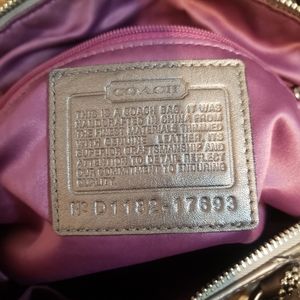 COACH
THIS IS A COACH BAG. IT WAS
HANDCRAFTED IN CHINA FROM
THE FINEST MATERIALS TRIMMED
WITH GENUINE LEATHER. ITS
SUPERIOR CRAFTSMANSHIP AND
ATTENTION TO DETAIL REFLECT
OUR COMMITMENT TO ENDURING
QUALITY.
Nº D1182-17693